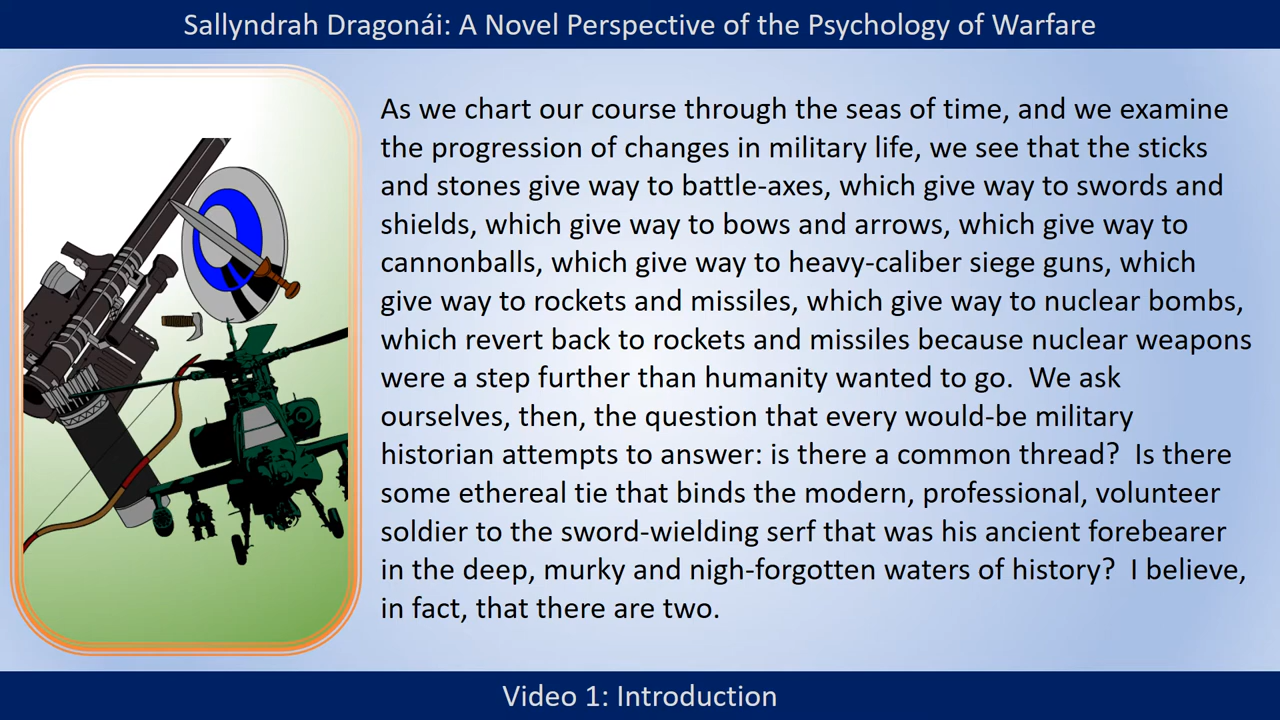 Sallyndrah Dragonái: A Novel Perspective of the Psychology of Warfare
As we chart our course through the seas of time, and we examine
the progression of changes in military life, we see that the sticks
and stones give way to battle-axes, which give way to swords and
shields, which give way to bows and arrows, which give way to
cannonballs, which give way to heavy-caliber siege guns, which
give way to rockets and missiles, which give way to nuclear bombs,
which revert back to rockets and missiles because nuclear weapons
were a step further than humanity wanted to go.  We ask
ourselves, then, the question that every would-be military
historian attempts to answer: is there a common thread?  Is there
some ethereal tie that binds the modern, professional, volunteer
soldier to the sword-wielding serf that was his ancient forebearer
in the deep, murky and nigh-forgotten waters of history?  I believe,
in fact, that there are two.
Video 1: Introduction